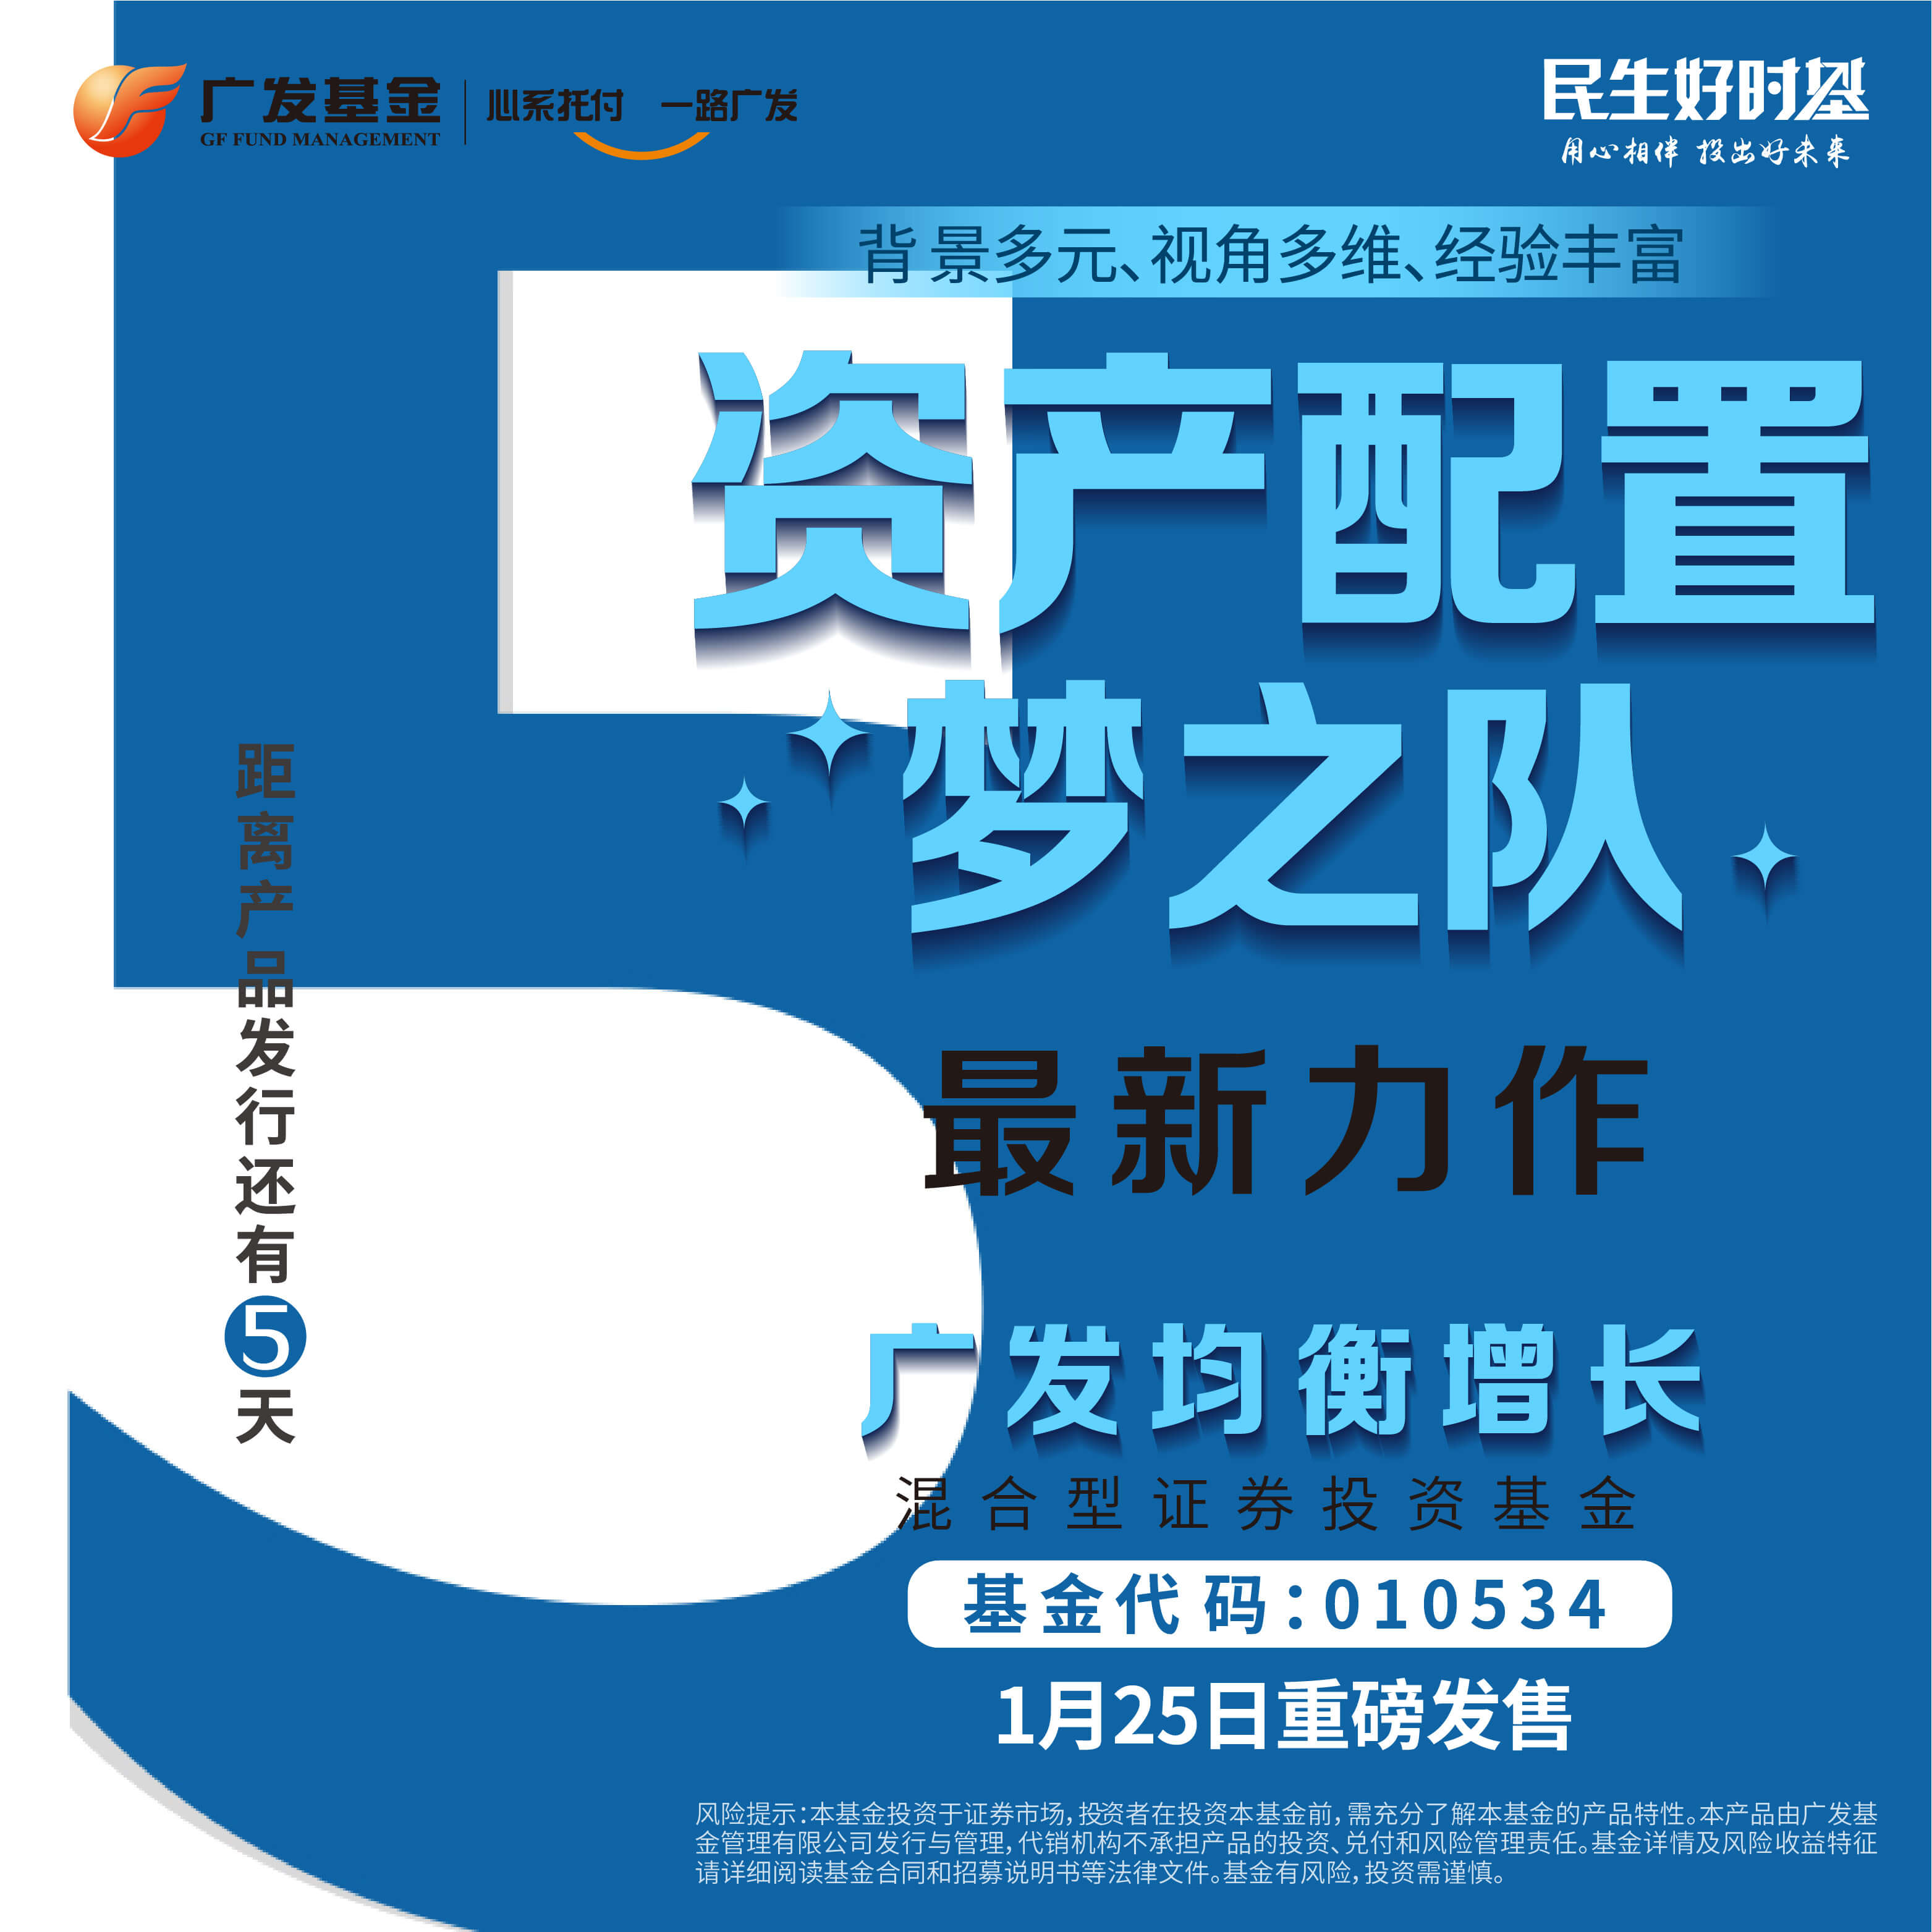 广发基金
GF FUND MANAGEMENT
心系托付 一路广发
民生好时基
用心相伴 投出好未来
背景多元、视角多维、经验丰富
资产配置
梦之队
最新力作
距离产品发行还有5天
广发均衡增长
混合型证券投资基金
基金代码：010534
1月25日重磅发售
风险提示：本基金投资于证券市场，投资者在投资本基金前，需充分了解本基金的产品特性。本产品由广发基
金管理有限公司发行与管理，代销机构不承担产品的投资、兑付和风险管理责任。基金详情及风险收益特征
请详细阅读基金合同和招募说明书等法律文件。基金有风险，投资需谨慎。